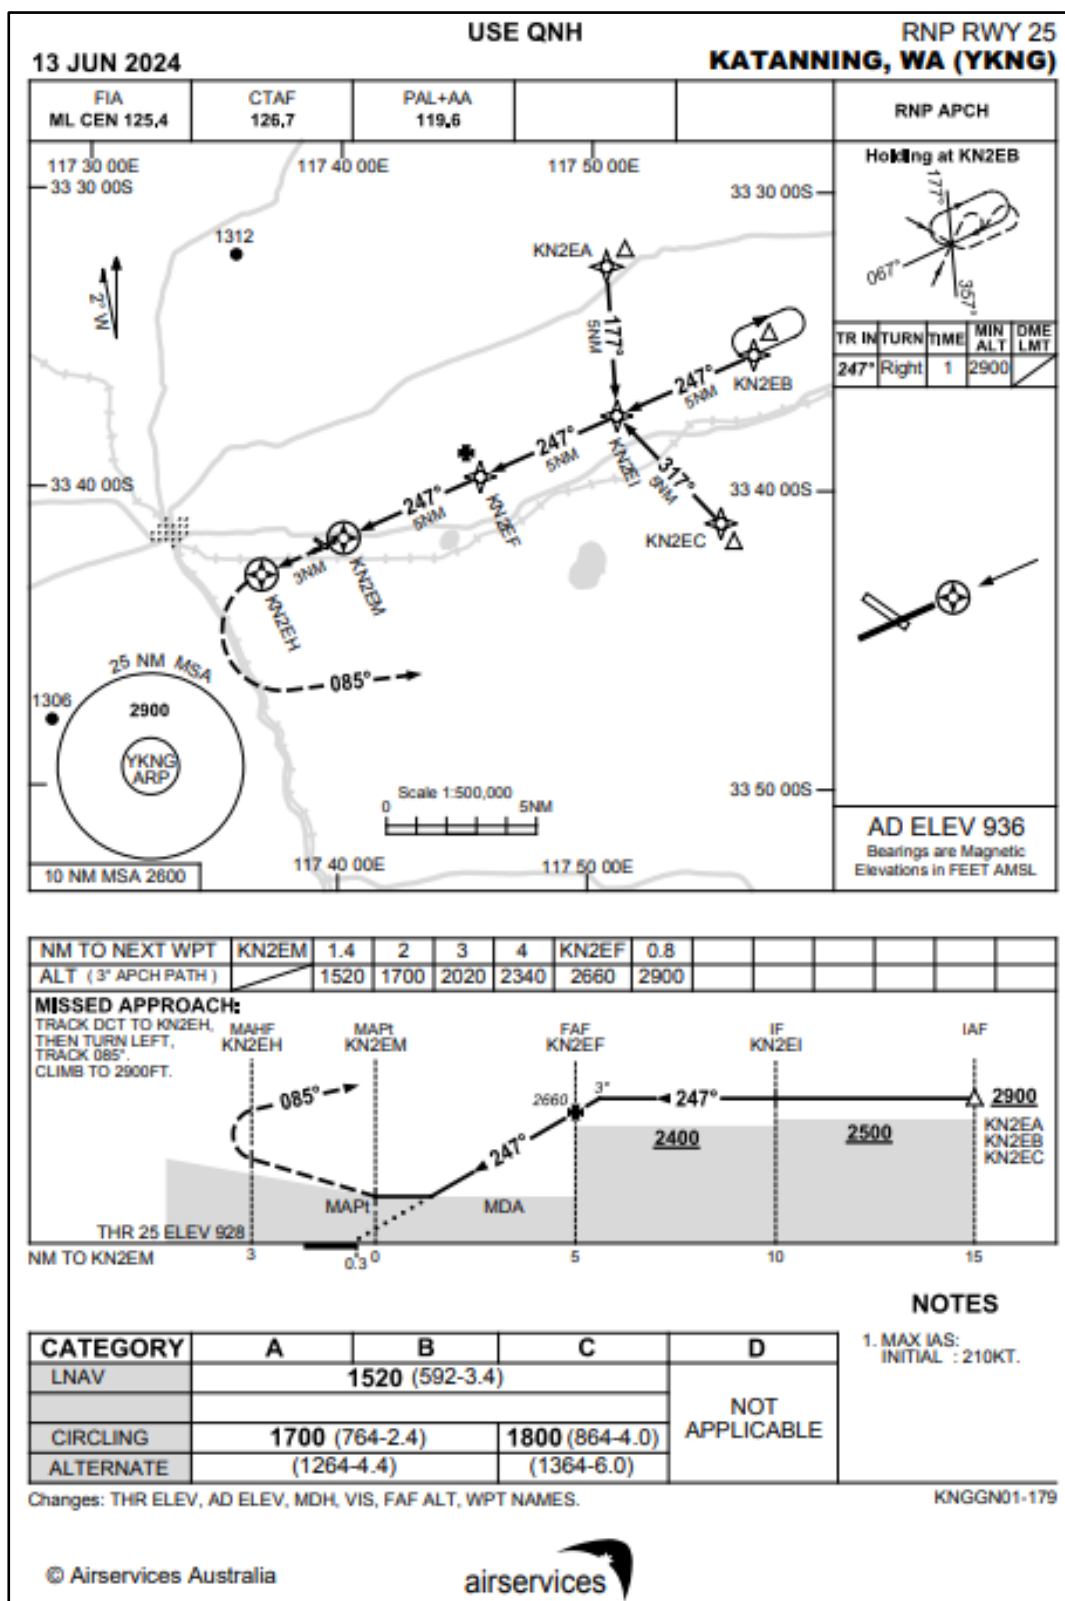 USE QNH
RNP RWY 25
13 JUN 2024
KATANNING, WA (YKNG)
FIA
ML CEN 125.4
CTAF
126.7
PAL+AA
119.6
RNP APCH
117 30 00E
117 40 00E
117 50 00E
33 30 00S
33 30 00S
1312
2° W
KN2EA
177°
5NM
247°
5NM
KN2EB
247°
5NM
KN2EI
317°
5NM
KN2EC
33 40 00S
33 40 00S
247°
5NM
KN2EF
KN2EM
3NM
KN2EH
085°
25 NM MSA
1306
2900
YKNG
ARP
Scale 1:500,000
0
5NM
33 50 00S
10 NM MSA 2600
117 40 00E
117 50 00E
Holding at KN2EB
177°
067°
357°
TR IN TURN TIME MIN ALT DME LMT
247° Right 1 2900
AD ELEV 936
Bearings are Magnetic
Elevations in FEET AMSL
NM TO NEXT WPT KN2EM 1.4 2 3 4 KN2EF 0.8
ALT (3° APCH PATH) 1520 1700 2020 2340 2660 2900
MISSED APPROACH:
TRACK DCT TO KN2EH,
THEN TURN LEFT,
TRACK 085°.
CLIMB TO 2900FT.
MAHF
KN2EH
MAPt
KN2EM
FAF
KN2EF
IF
KN2EI
IAF
085°
2660
3°
247°
2900
KN2EA
KN2EB
KN2EC
247°
2400
2500
MAPt
MDA
THR 25 ELEV 928
NM TO KN2EM
3
0.3
0
5
10
15
NOTES
1. MAX IAS:
INITIAL : 210KT.
CATEGORY A B C D
LNAV 1520 (592-3.4)
NOT
APPLICABLE
CIRCLING 1700 (764-2.4) 1800 (864-4.0)
ALTERNATE (1264-4.4) (1364-6.0)
Changes: THR ELEV, AD ELEV, MDH, VIS, FAF ALT, WPT NAMES.
KNGGN01-179
© Airservices Australia
airservices